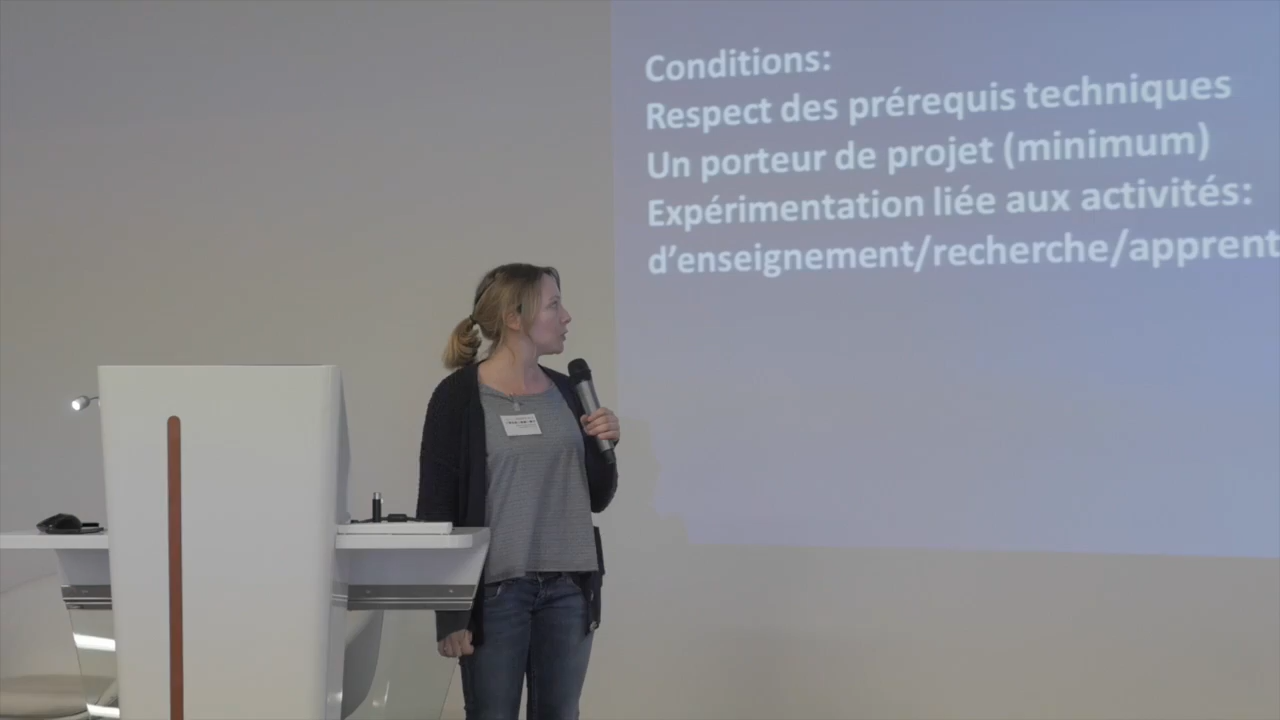 Conditions:
Respect des prérequis techniques
Un porteur de projet (minimum)
Expérimentation liée aux activités:
d'enseignement/recherche/apprent